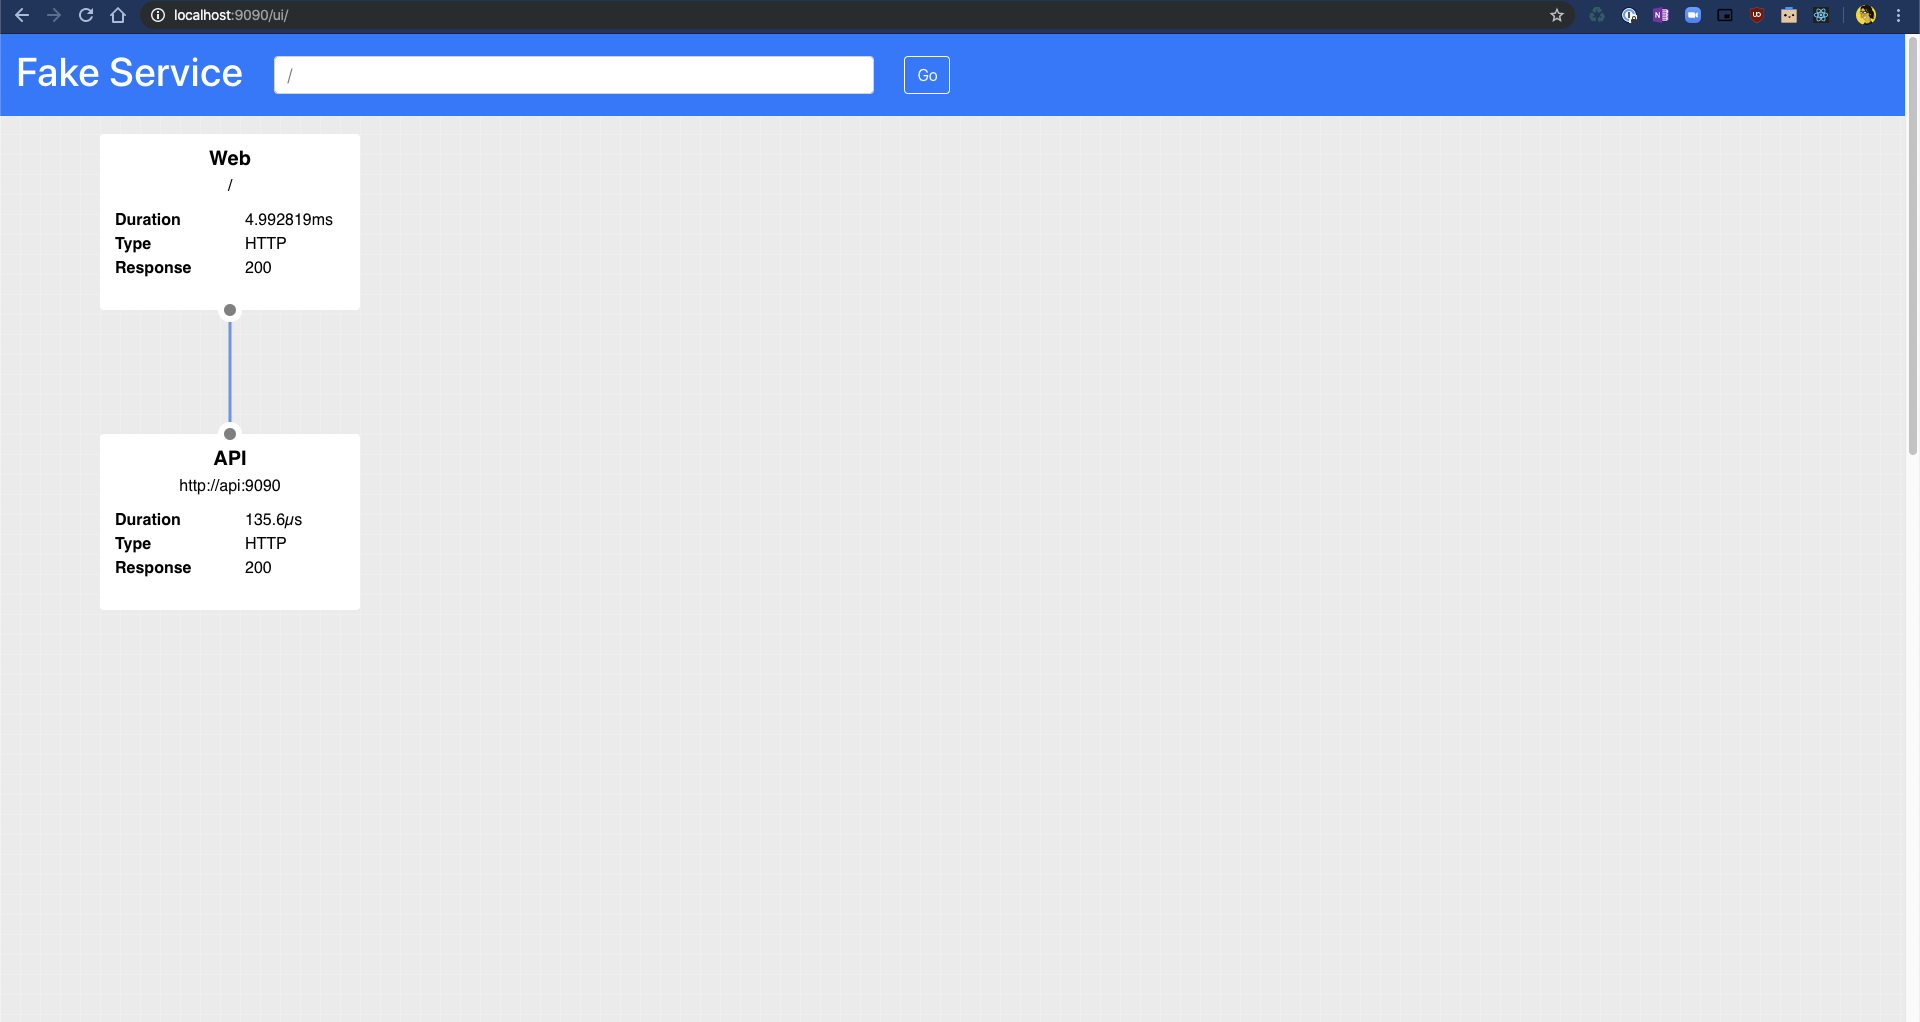 localhost:9090/ui/
Fake Service
/
Go
Web
/
Duration 4.992819ms
Type HTTP
Response 200
API
http://api:9090
Duration 135.6µs
Type HTTP
Response 200